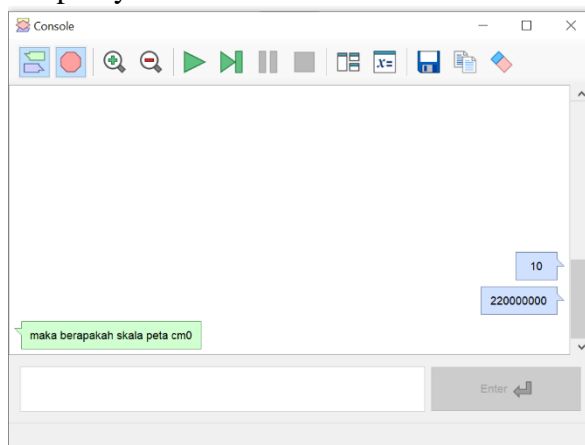 Console
x=
10
220000000
maka berapakah skala peta cm0
Enter